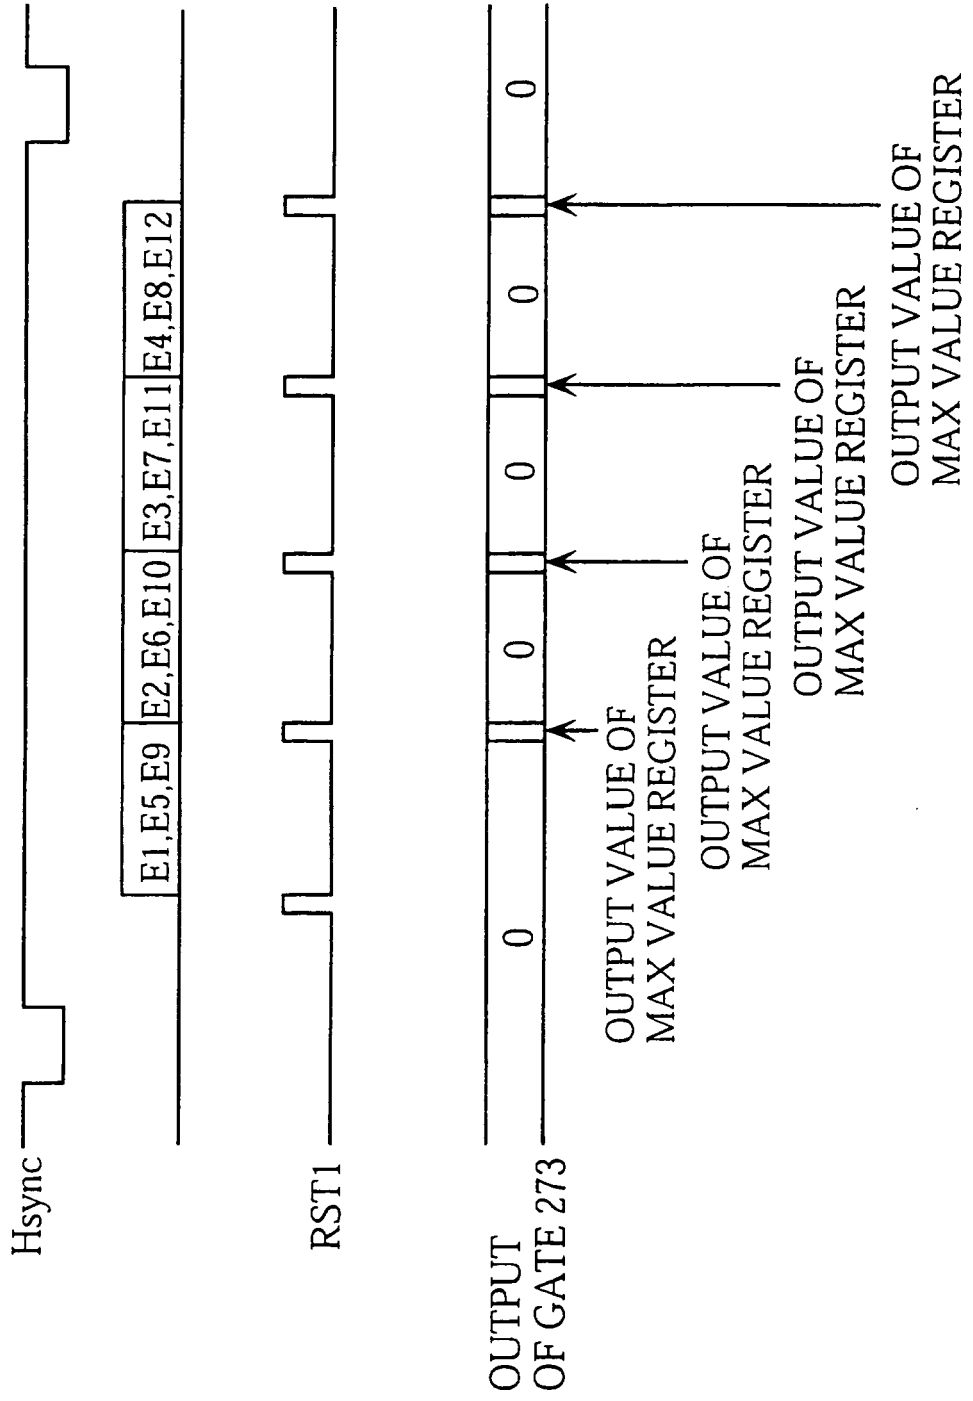 Hsync
E1,E5,E9 E2,E6,E10 E3,E7,E11 E4,E8,E12
RST1
OUTPUT
OF GATE 273
0 0 0 0 0
OUTPUT VALUE OF
MAX VALUE REGISTER
OUTPUT VALUE OF
MAX VALUE REGISTER
OUTPUT VALUE OF
MAX VALUE REGISTER
OUTPUT VALUE OF
MAX VALUE REGISTER